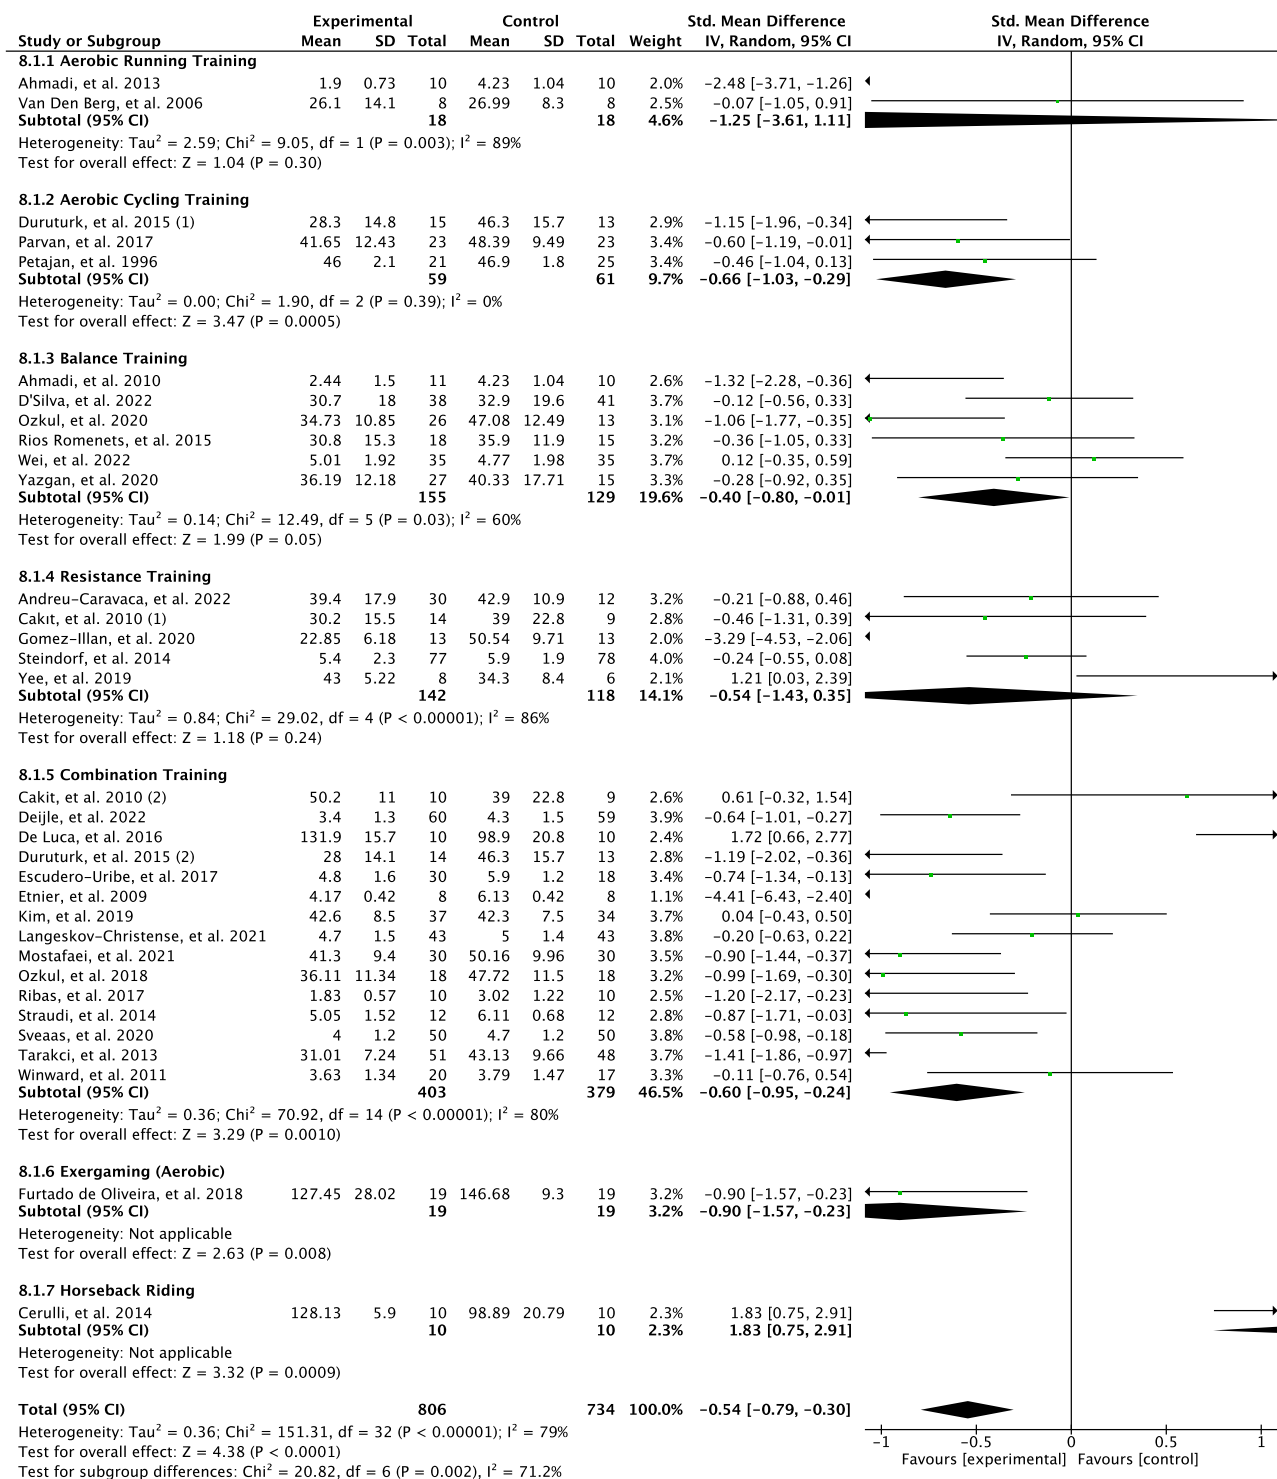 Experimental Control Std. Mean Difference Std. Mean Difference
Study or Subgroup Mean SD Total Mean SD Total Weight IV, Random, 95% CI IV, Random, 95% CI
8.1.1 Aerobic Running Training
Ahmadi, et al. 2013 1.9 0.73 10 4.23 1.04 10 2.0% −2.48 [−3.71, −1.26]
Van Den Berg, et al. 2006 26.1 14.1 8 26.99 8.3 8 2.5% −0.07 [−1.05, 0.91]
Subtotal (95% CI) 18 18 4.6% −1.25 [−3.61, 1.11]
Heterogeneity: Tau² = 2.59; Chi² = 9.05, df = 1 (P = 0.003); I² = 89%
Test for overall effect: Z = 1.04 (P = 0.30)
8.1.2 Aerobic Cycling Training
Duruturk, et al. 2015 (1) 28.3 14.8 15 46.3 15.7 13 2.9% −1.15 [−1.96, −0.34]
Parvan, et al. 2017 41.65 12.43 23 48.39 9.49 23 3.4% −0.60 [−1.19, −0.01]
Petajan, et al. 1996 46 2.1 21 46.9 1.8 25 3.4% −0.46 [−1.04, 0.13]
Subtotal (95% CI) 59 61 9.7% −0.66 [−1.03, −0.29]
Heterogeneity: Tau² = 0.00; Chi² = 1.90, df = 2 (P = 0.39); I² = 0%
Test for overall effect: Z = 3.47 (P = 0.0005)
8.1.3 Balance Training
Ahmadi, et al. 2010 2.44 1.5 11 4.23 1.04 10 2.6% −1.32 [−2.28, −0.36]
D'Silva, et al. 2022 30.7 18 38 32.9 19.6 41 3.7% −0.12 [−0.56, 0.33]
Ozkul, et al. 2020 34.73 10.85 26 47.08 12.49 13 3.1% −1.06 [−1.77, −0.35]
Rios Romenets, et al. 2015 30.8 15.3 18 35.9 11.9 15 3.2% −0.36 [−1.05, 0.33]
Wei, et al. 2022 5.01 1.92 35 4.77 1.98 35 3.7% 0.12 [−0.35, 0.59]
Yazgan, et al. 2020 36.19 12.18 27 40.33 17.71 15 3.3% −0.28 [−0.92, 0.35]
Subtotal (95% CI) 155 129 19.6% −0.40 [−0.80, −0.01]
Heterogeneity: Tau² = 0.14; Chi² = 12.49, df = 5 (P = 0.03); I² = 60%
Test for overall effect: Z = 1.99 (P = 0.05)
8.1.4 Resistance Training
Andreu−Caravaca, et al. 2022 39.4 17.9 30 42.9 10.9 12 3.2% −0.21 [−0.88, 0.46]
Cakıt, et al. 2010 (1) 30.2 15.5 14 39 22.8 9 2.8% −0.46 [−1.31, 0.39]
Gomez−Illan, et al. 2020 22.85 6.18 13 50.54 9.71 13 2.0% −3.29 [−4.53, −2.06]
Steindorf, et al. 2014 5.4 2.3 77 5.9 1.9 78 4.0% −0.24 [−0.55, 0.08]
Yee, et al. 2019 43 5.22 8 34.3 8.4 6 2.1% 1.21 [0.03, 2.39]
Subtotal (95% CI) 142 118 14.1% −0.54 [−1.43, 0.35]
Heterogeneity: Tau² = 0.84; Chi² = 29.02, df = 4 (P < 0.00001); I² = 86%
Test for overall effect: Z = 1.18 (P = 0.24)
8.1.5 Combination Training
Cakit, et al. 2010 (2) 50.2 11 10 39 22.8 9 2.6% 0.61 [−0.32, 1.54]
Deijle, et al. 2022 3.4 1.3 60 4.3 1.5 59 3.9% −0.64 [−1.01, −0.27]
De Luca, et al. 2016 131.9 15.7 10 98.9 20.8 10 2.4% 1.72 [0.66, 2.77]
Duruturk, et al. 2015 (2) 28 14.1 14 46.3 15.7 13 2.8% −1.19 [−2.02, −0.36]
Escudero−Uribe, et al. 2017 4.8 1.6 30 5.9 1.2 18 3.4% −0.74 [−1.34, −0.13]
Etnier, et al. 2009 4.17 0.42 8 6.13 0.42 8 1.1% −4.41 [−6.43, −2.40]
Kim, et al. 2019 42.6 8.5 37 42.3 7.5 34 3.7% 0.04 [−0.43, 0.50]
Langeskov−Christense, et al. 2021 4.7 1.5 43 5 1.4 43 3.8% −0.20 [−0.63, 0.22]
Mostafaei, et al. 2021 41.3 9.4 30 50.16 9.96 30 3.5% −0.90 [−1.44, −0.37]
Ozkul, et al. 2018 36.11 11.34 18 47.72 11.5 18 3.2% −0.99 [−1.69, −0.30]
Ribas, et al. 2017 1.83 0.57 10 3.02 1.22 10 2.5% −1.20 [−2.17, −0.23]
Straudi, et al. 2014 5.05 1.52 12 6.11 0.68 12 2.8% −0.87 [−1.71, −0.03]
Sveaas, et al. 2020 4 1.2 50 4.7 1.2 50 3.8% −0.58 [−0.98, −0.18]
Tarakci, et al. 2013 31.01 7.24 51 43.13 9.66 48 3.7% −1.41 [−1.86, −0.97]
Winward, et al. 2011 3.63 1.34 20 3.79 1.47 17 3.3% −0.11 [−0.76, 0.54]
Subtotal (95% CI) 403 379 46.5% −0.60 [−0.95, −0.24]
Heterogeneity: Tau² = 0.36; Chi² = 70.92, df = 14 (P < 0.00001); I² = 80%
Test for overall effect: Z = 3.29 (P = 0.0010)
8.1.6 Exergaming (Aerobic)
Furtado de Oliveira, et al. 2018 127.45 28.02 19 146.68 9.3 19 3.2% −0.90 [−1.57, −0.23]
Subtotal (95% CI) 19 19 3.2% −0.90 [−1.57, −0.23]
Heterogeneity: Not applicable
Test for overall effect: Z = 2.63 (P = 0.008)
8.1.7 Horseback Riding
Cerulli, et al. 2014 128.13 5.9 10 98.89 20.79 10 2.3% 1.83 [0.75, 2.91]
Subtotal (95% CI) 10 10 2.3% 1.83 [0.75, 2.91]
Heterogeneity: Not applicable
Test for overall effect: Z = 3.32 (P = 0.0009)
Total (95% CI) 806 734 100.0% −0.54 [−0.79, −0.30]
Heterogeneity: Tau² = 0.36; Chi² = 151.31, df = 32 (P < 0.00001); I² = 79%
Test for overall effect: Z = 4.38 (P < 0.0001)
Test for subgroup differences: Chi² = 20.82, df = 6 (P = 0.002), I² = 71.2%
−1 −0.5 0 0.5 1
Favours [experimental] Favours [control]